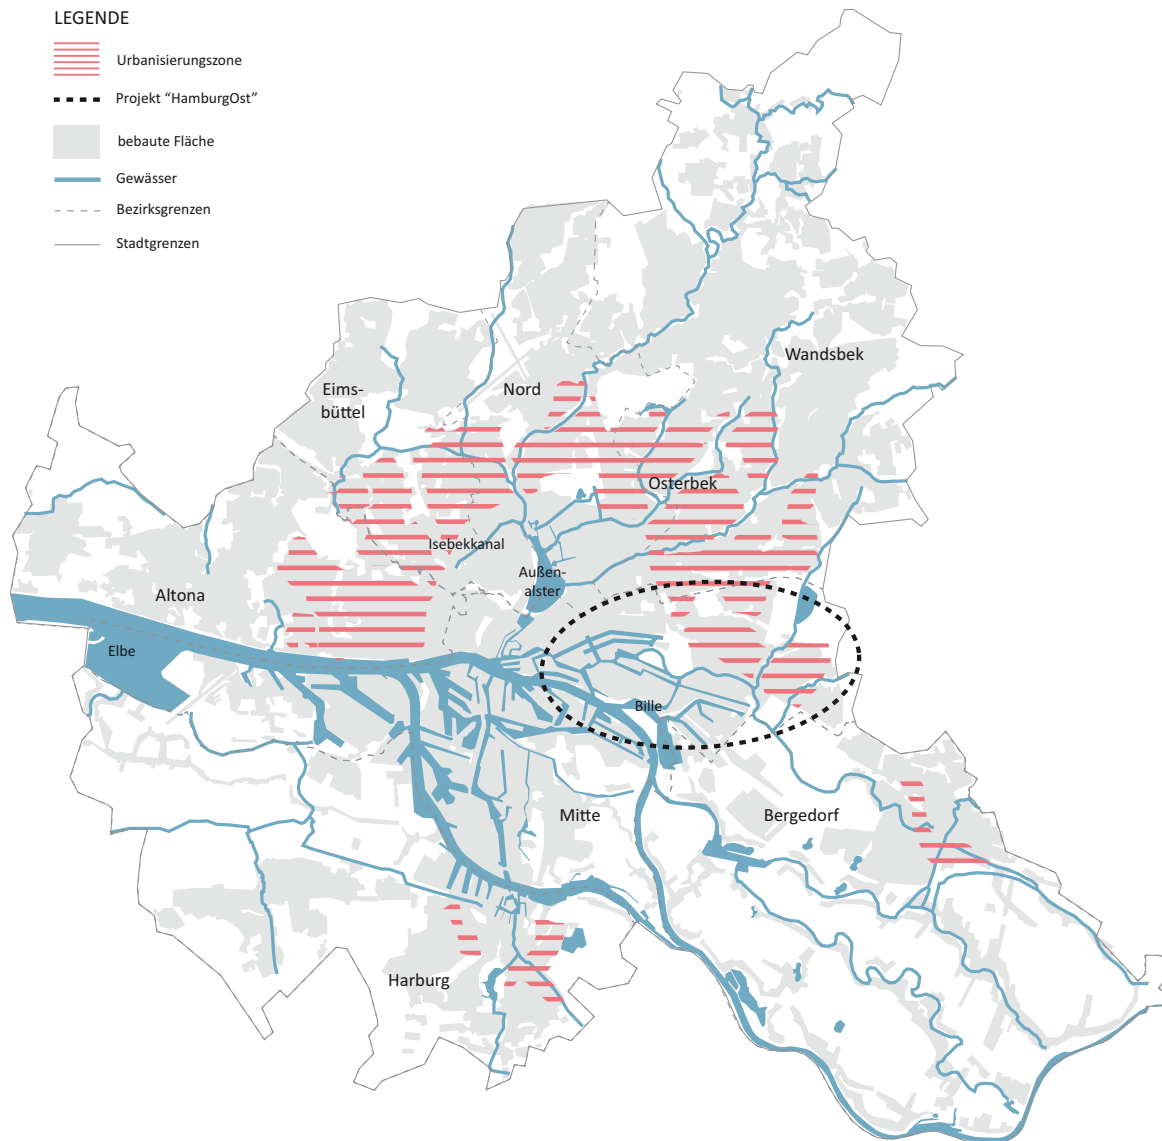 LEGENDE
Urbanisierungszone
Projekt “HamburgOst”
bebaute Fläche
Gewässer
Bezirksgrenzen
Stadtgrenzen
Wandsbek
Nord
Eims-
büttel
Osterbek
Isebekkanal
Außen-
alster
Altona
Elbe
Bille
Mitte
Bergedorf
Harburg